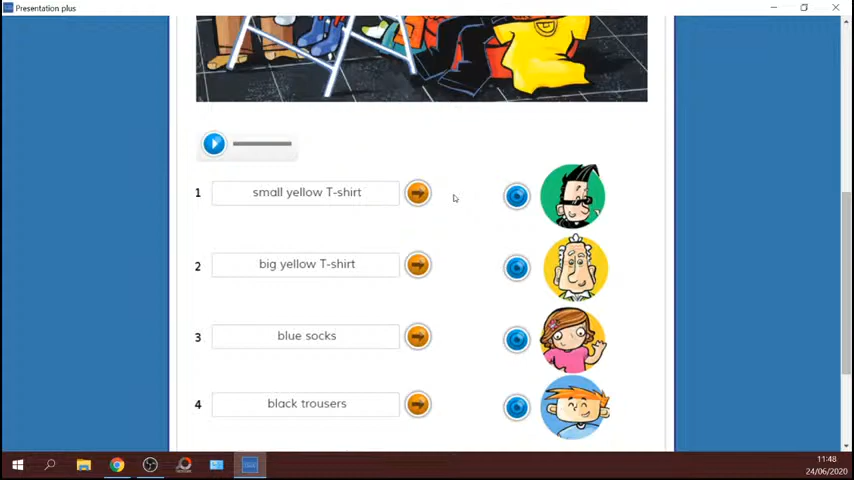 Presentation plus
1 small yellow T-shirt
2 big yellow T-shirt
3 blue socks
4 black trousers
11:48
24/06/2020